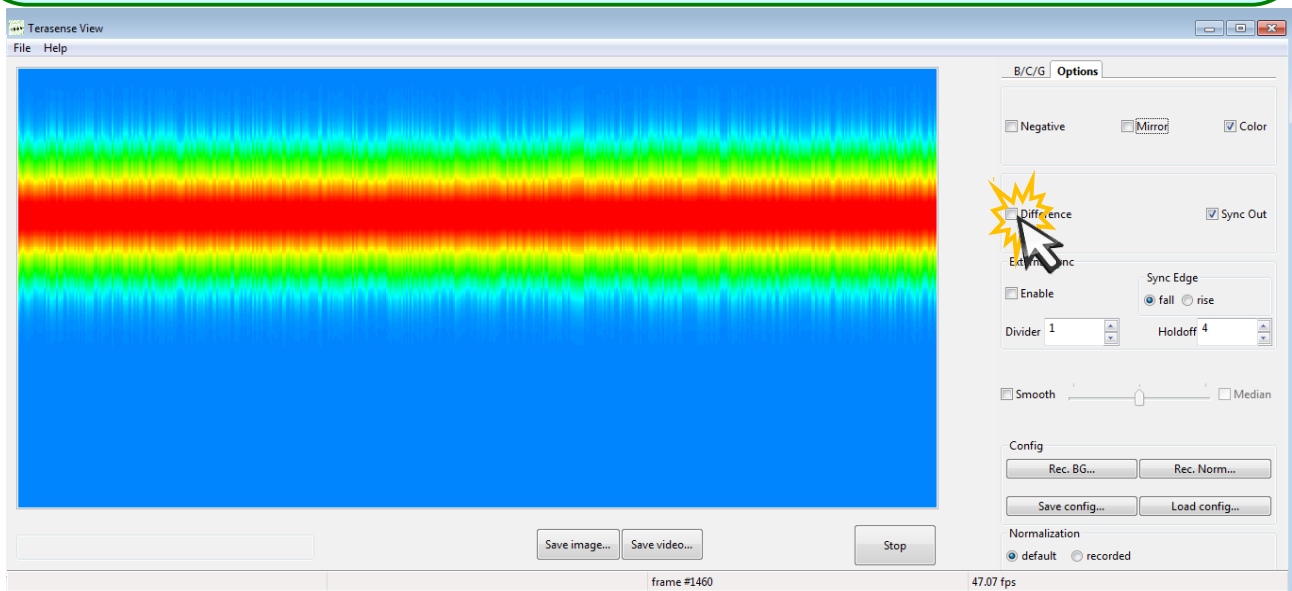 Terasense View
File Help
B/C/G Options
Negative Mirror Color
Difference Sync Out
Sync Edge
Enable
fall rise
Divider 1 Holdoff 4
Smooth Median
Config
Rec. BG... Rec. Norm...
Save config... Load config...
Normalization
default recorded
Save image... Save video... Stop
frame #1460 47.07 fps